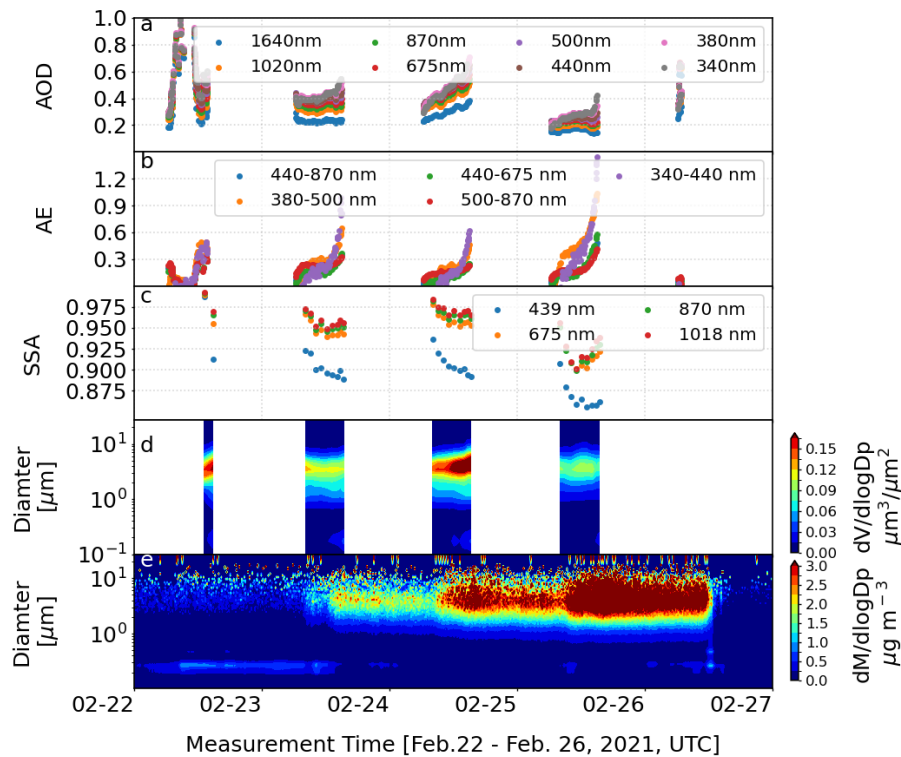 a
1.0
0.8
0.6
0.4
0.2
AOD
1640nm 870nm 500nm 380nm
1020nm 675nm 440nm 340nm
b
1.2
0.9
0.6
0.3
AE
440-870 nm 440-675 nm 340-440 nm
380-500 nm 500-870 nm
c
0.975
0.950
0.925
0.900
0.875
SSA
439 nm 870 nm
675 nm 1018 nm
d
10¹
10⁰
10⁻¹
Diamter
[μm]
0.15
0.12
0.09
0.06
0.03
0.00
dV/dlogDp
μm³/μm²
e
10¹
10⁰
Diamter
[μm]
3.0
2.5
2.0
1.5
1.0
0.5
0.0
dM/dlogDp
μg m⁻³
02-22 02-23 02-24 02-25 02-26 02-27
Measurement Time [Feb.22 - Feb. 26, 2021, UTC]